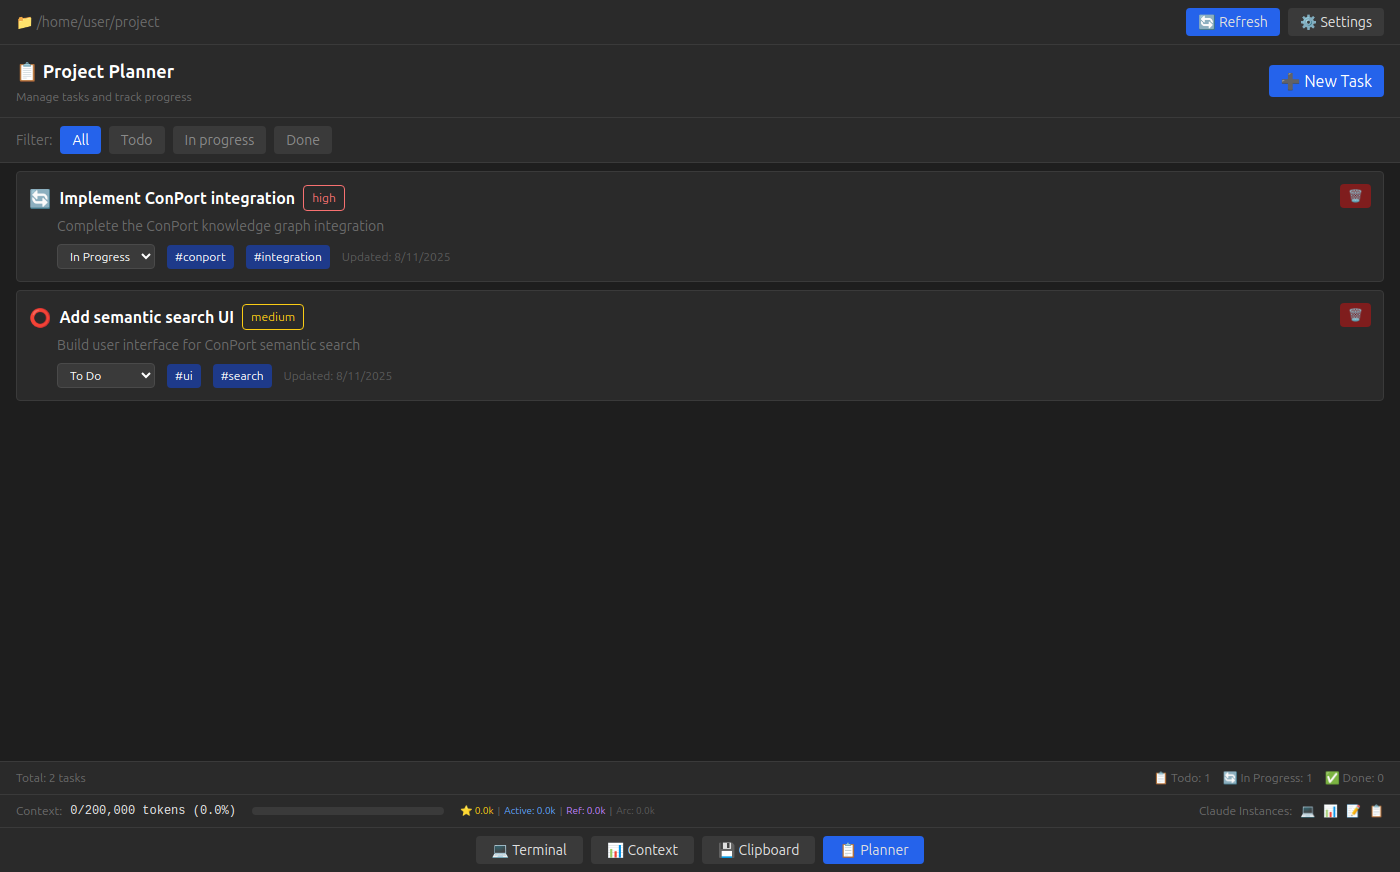 /home/user/project
Refresh
Settings
Project Planner
Manage tasks and track progress
New Task
Filter: All Todo In progress Done
Implement ConPort integration high
Complete the ConPort knowledge graph integration
In Progress #conport #integration Updated: 8/11/2025
Add semantic search UI medium
Build user interface for ConPort semantic search
To Do #ui #search Updated: 8/11/2025
Total: 2 tasks
Todo: 1 In Progress: 1 Done: 0
Context: 0/200,000 tokens (0.0%) 0.0k | Active: 0.0k | Ref: 0.0k | Arc: 0.0k
Claude Instances:
Terminal Context Clipboard Planner